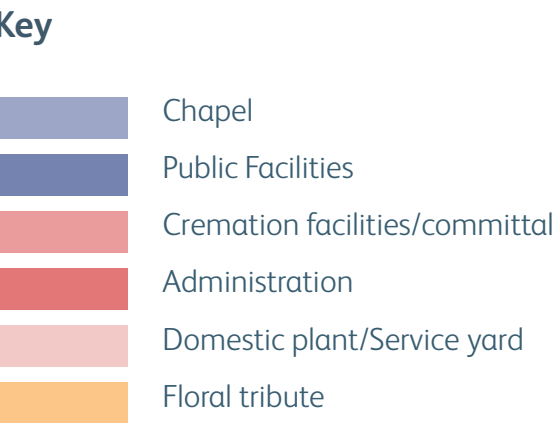 Key
Chapel
Public Facilities
Cremation facilities/committal
Administration
Domestic plant/Service yard
Floral tribute